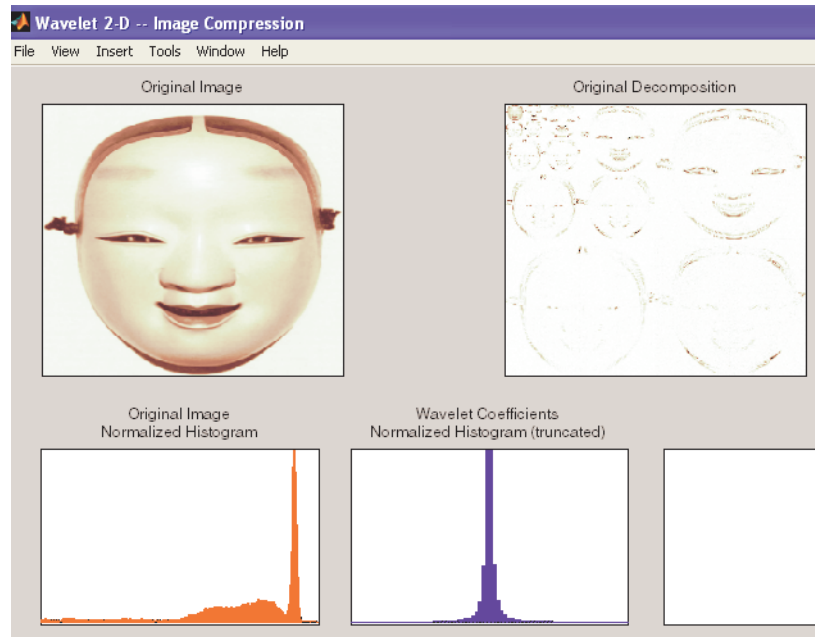 Wavelet 2-D -- Image Compression
File View Insert Tools Window Help
Original Image
Original Decomposition
Original Image
Normalized Histogram
Wavelet Coefficients
Normalized Histogram (truncated)